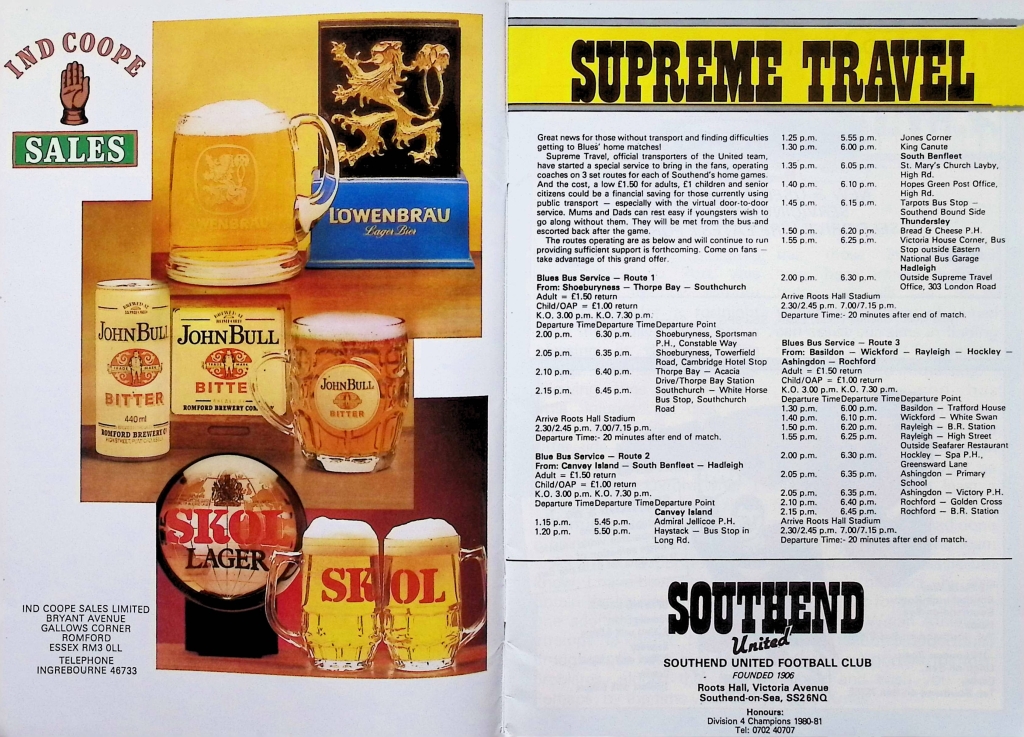 IND COOPE
SALES
LÖWENBRÄU
Lager Bier
BREWED AT
ROMFORD
JOHN BULL
BITTER
440ml
ROMFORD BREWERY CO
BREWED AT
ROMFORD
JOHN BULL
BITTER
ROMFORD BREWERY COM
JOHN BULL
BITTER
SKOL
LAGER
SKOL
IND COOPE SALES LIMITED
BRYANT AVENUE
GALLOWS CORNER
ROMFORD
ESSEX RM3 0LL
TELEPHONE
INGREBOURNE 46733
SUPREME TRAVEL
Great news for those without transport and finding difficulties
getting to Blues' home matches!
Supreme Travel, official transporters of the United team,
have started a special service to bring in the fans, operating
coaches on 3 set routes for each of Southend's home games.
And the cost, a low £1.50 for adults, £1 children and senior
citizens could be a financial saving for those currently using
public transport — especially with the virtual door-to-door
service. Mums and Dads can rest easy if youngsters wish to
go along without them. They will be met from the bus and
escorted back after the game.
The routes operating are as below and will continue to run
providing sufficient support is forthcoming. Come on fans —
take advantage of this grand offer.
Blues Bus Service — Route 1
From: Shoeburyness — Thorpe Bay — Southchurch
Adult = £1.50 return
Child/OAP = £1.00 return
K.O. 3.00 p.m. K.O. 7.30 p.m.
Departure Time Departure Time Departure Point
2.00 p.m. 6.30 p.m. Shoeburyness, Sportsman
P.H., Constable Way
2.05 p.m. 6.35 p.m. Shoeburyness, Towerfield
Road, Cambridge Hotel Stop
2.10 p.m. 6.40 p.m. Thorpe Bay — Acacia
Drive/Thorpe Bay Station
2.15 p.m. 6.45 p.m. Southchurch — White Horse
Bus Stop, Southchurch
Road
Arrive Roots Hall Stadium
2.30/2.45 p.m. 7.00/7.15 p.m.
Departure Time:- 20 minutes after end of match.
Blue Bus Service — Route 2
From: Canvey Island — South Benfleet — Hadleigh
Adult = £1.50 return
Child/OAP = £1.00 return
K.O. 3.00 p.m. K.O. 7.30 p.m.
Departure Time Departure Time Departure Point
Canvey Island
1.15 p.m. 5.45 p.m. Admiral Jellicoe P.H.
1.20 p.m. 5.50 p.m. Haystack — Bus Stop in
Long Rd.
1.25 p.m. 5.55 p.m. Jones Corner
1.30 p.m. 6.00 p.m. King Canute
South Benfleet
1.35 p.m. 6.05 p.m. St. Mary's Church Layby,
High Rd.
1.40 p.m. 6.10 p.m. Hopes Green Post Office,
High Rd.
1.45 p.m. 6.15 p.m. Tarpots Bus Stop —
Southend Bound Side
Thundersley
1.50 p.m. 6.20 p.m. Bread & Cheese P.H.
1.55 p.m. 6.25 p.m. Victoria House Corner, Bus
Stop outside Eastern
National Bus Garage
Hadleigh
2.00 p.m. 6.30 p.m. Outside Supreme Travel
Office, 303 London Road
Arrive Roots Hall Stadium
2.30/2.45 p.m. 7.00/7.15 p.m.
Departure Time:- 20 minutes after end of match.
Blues Bus Service — Route 3
From: Basildon — Wickford — Rayleigh — Hockley —
Ashingdon — Rochford
Adult = £1.50 return
Child/OAP = £1.00 return
K.O. 3.00 p.m. K.O. 7.30 p.m.
Departure Time Departure Time Departure Point
1.30 p.m. 6.00 p.m. Basildon — Trafford House
1.40 p.m. 6.10 p.m. Wickford — White Swan
1.50 p.m. 6.20 p.m. Rayleigh — B.R. Station
1.55 p.m. 6.25 p.m. Rayleigh — High Street
Outside Seafarer Restaurant
2.00 p.m. 6.30 p.m. Hockley — Spa P.H.,
Greensward Lane
2.05 p.m. 6.35 p.m. Ashingdon — Primary
School
2.05 p.m. 6.35 p.m. Ashingdon — Victory P.H.
2.10 p.m. 6.40 p.m. Rochford — Golden Cross
2.15 p.m. 6.45 p.m. Rochford — B.R. Station
Arrive Roots Hall Stadium
2.30/2.45 p.m. 7.00/7.15 p.m.
Departure Time:- 20 minutes after end of match.
SOUTHEND
United
SOUTHEND UNITED FOOTBALL CLUB
FOUNDED 1906
Roots Hall, Victoria Avenue
Southend-on-Sea, SS2 6NQ
Honours:
Division 4 Champions 1980-81
Tel: 0702 40707